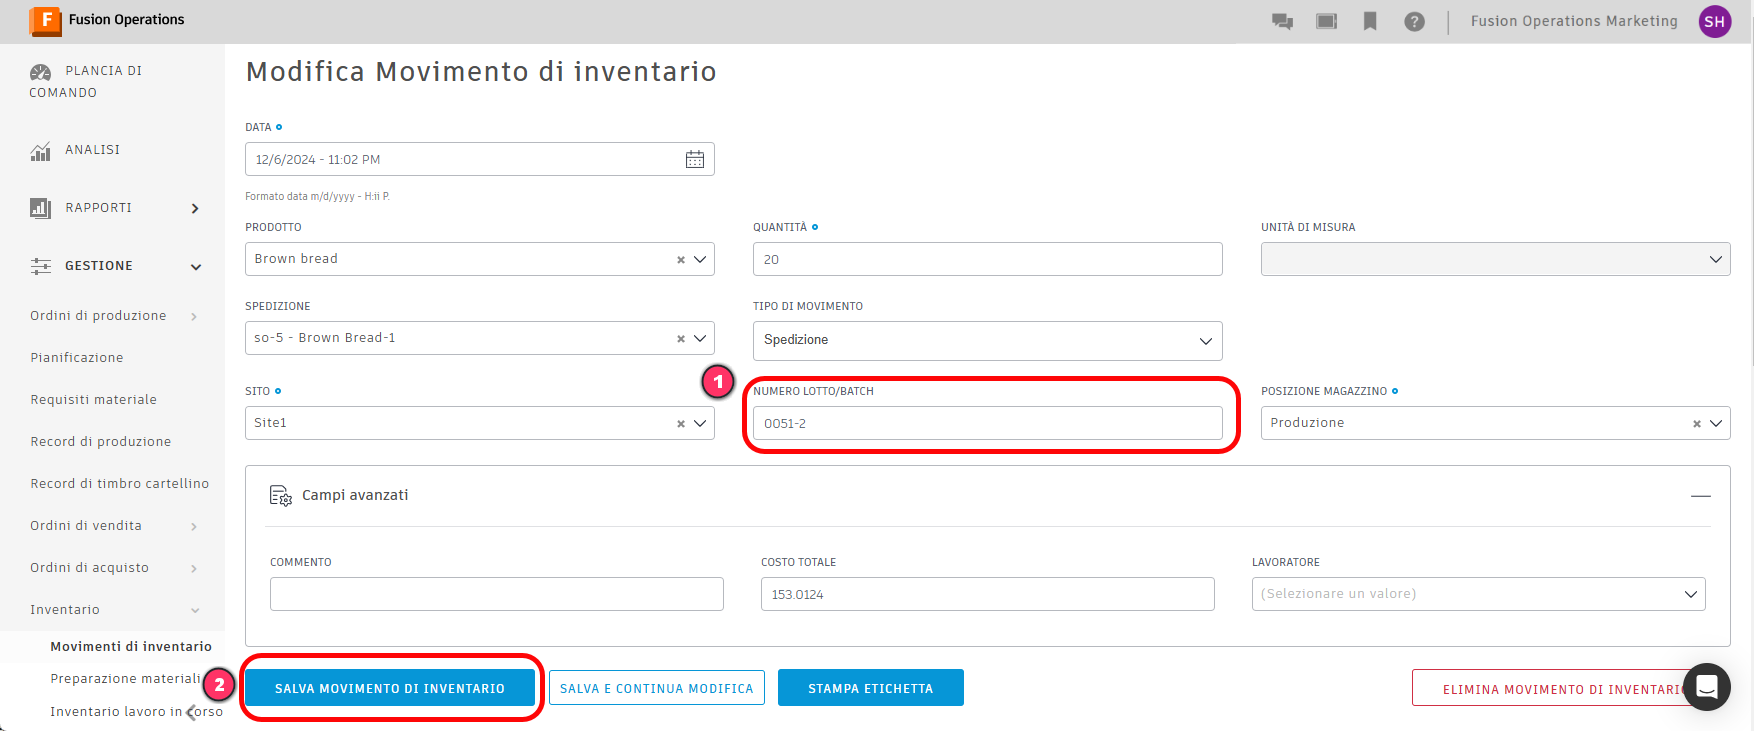 Fusion Operations
Fusion Operations Marketing
SH
PLANCIA DI
COMANDO
ANALISI
RAPPORTI
GESTIONE
Ordini di produzione
Pianificazione
Requisiti materiale
Record di produzione
Record di timbro cartellino
Ordini di vendita
Ordini di acquisto
Inventario
Movimenti di inventario
Preparazione materiali
Inventario lavoro in corso
Modifica Movimento di inventario
DATA
12/6/2024 - 11:02 PM
Formato data m/d/yyyy - H:ii P.
PRODOTTO
Brown bread
QUANTITÀ
20
UNITÀ DI MISURA
SPEDIZIONE
so-5 - Brown Bread-1
TIPO DI MOVIMENTO
Spedizione
SITO
Site1
1
NUMERO LOTTO/BATCH
0051-2
POSIZIONE MAGAZZINO
Produzione
Campi avanzati
COMMENTO
COSTO TOTALE
153.0124
LAVORATORE
(Selezionare un valore)
2
SALVA MOVIMENTO DI INVENTARIO
SALVA E CONTINUA MODIFICA
STAMPA ETICHETTA
ELIMINA MOVIMENTO DI INVENTARIO